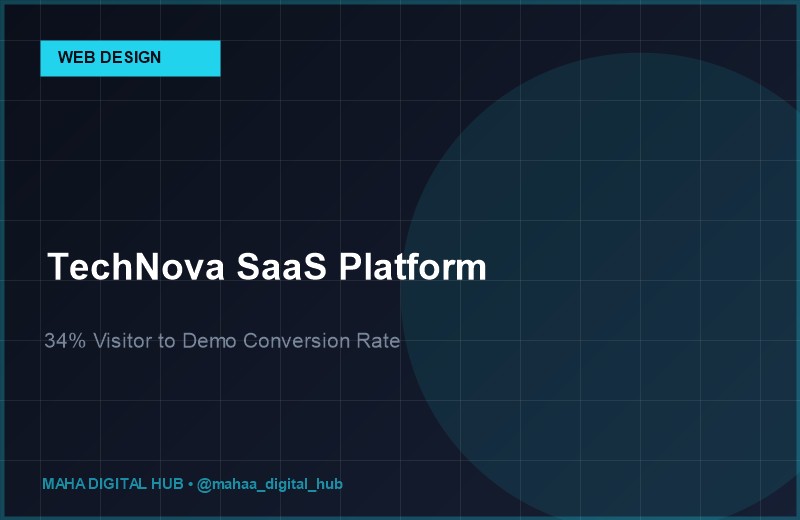 WEB DESIGN
TechNova SaaS Platform
34% Visitor to Demo Conversion Rate
MAHA DIGITAL HUB • @mahaa_digital_hub